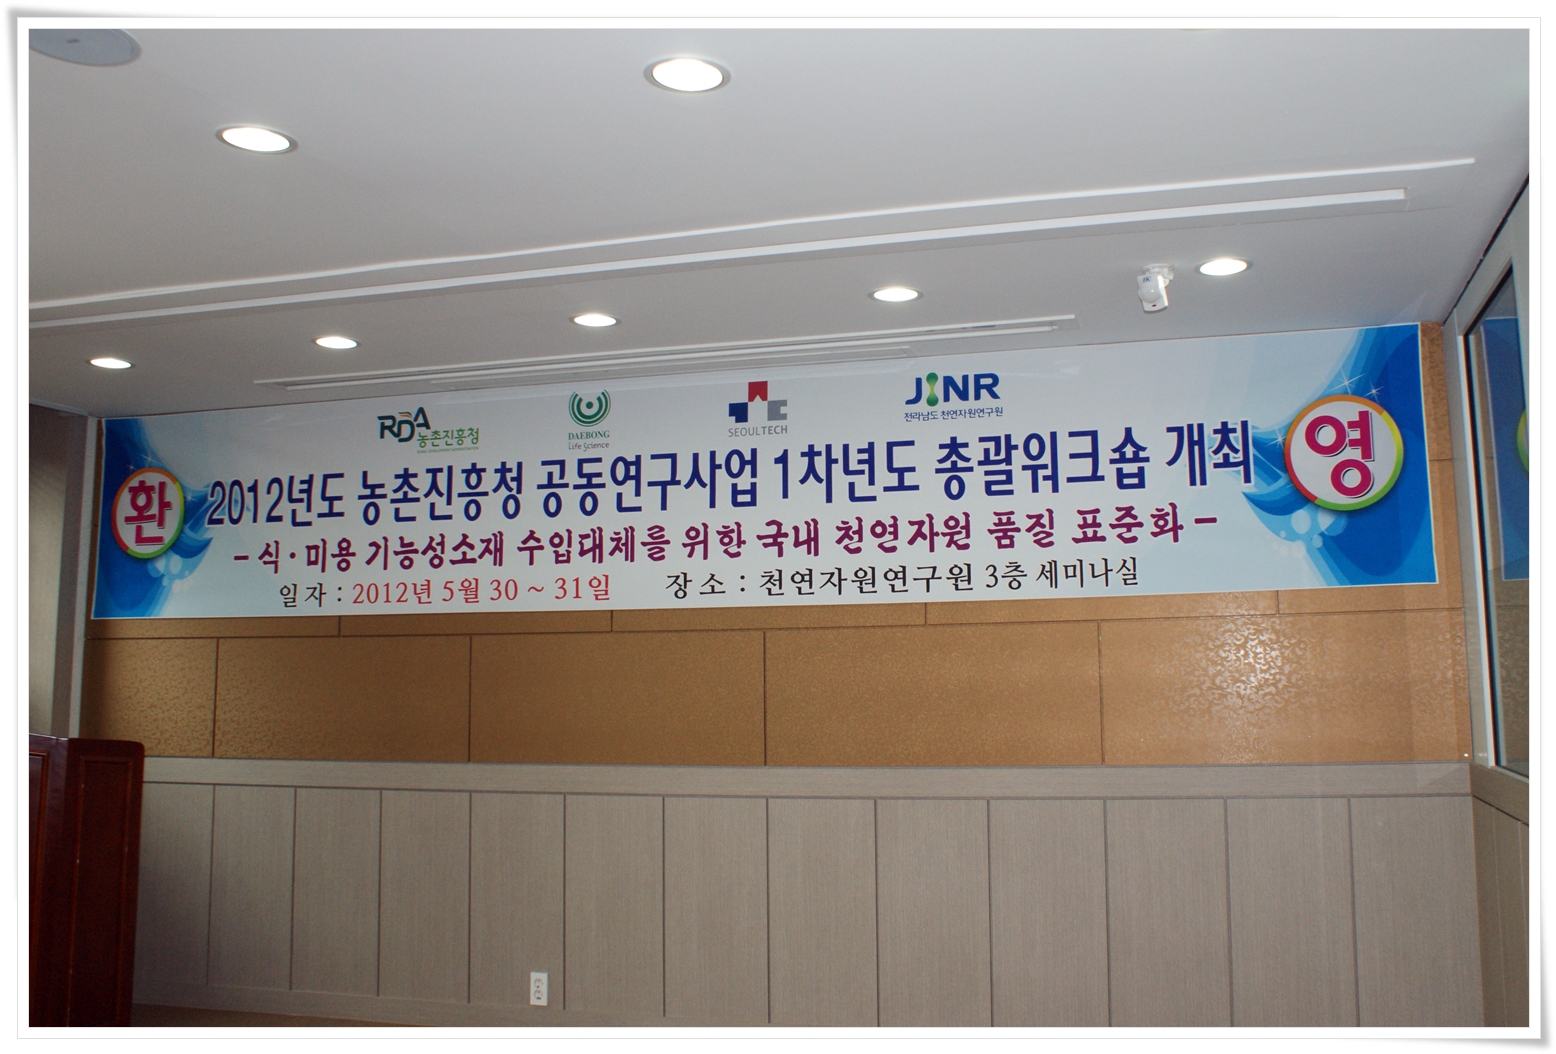 RDA 농촌진흥청
DAEBONG
Life Science
SEOULTECH
JINR
전라남도 천연자원연구원
환
2012년도 농촌진흥청 공동연구사업 1차년도 총괄워크숍 개최
영
- 식·미용 기능성소재 수입대체를 위한 국내 천연자원 품질 표준화 -
일 자 : 2012년 5월 30 ~ 31일 장 소 : 천연자원연구원 3층 세미나실